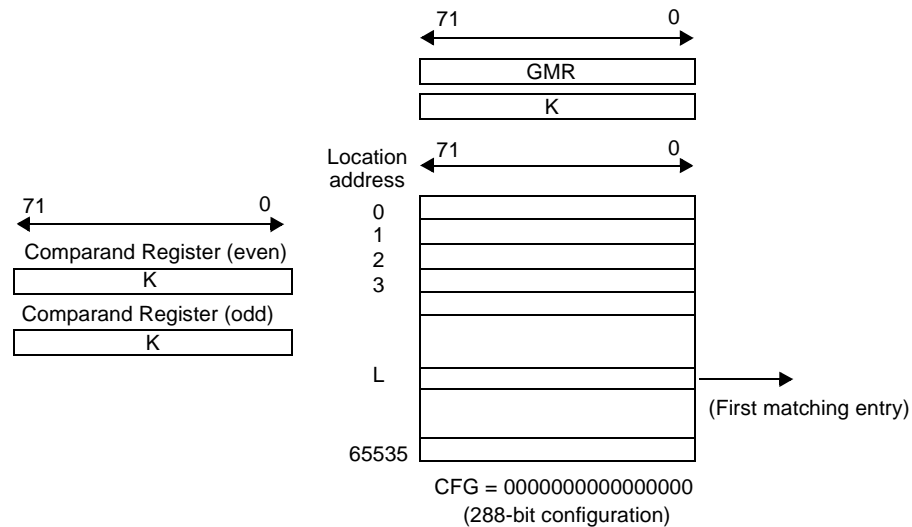 71 0
GMR
K
Location
address
71 0
0
1
2
3
L
65535
71 0
Comparand Register (even)
K
Comparand Register (odd)
K
(First matching entry)
CFG = 0000000000000000
(288-bit configuration)